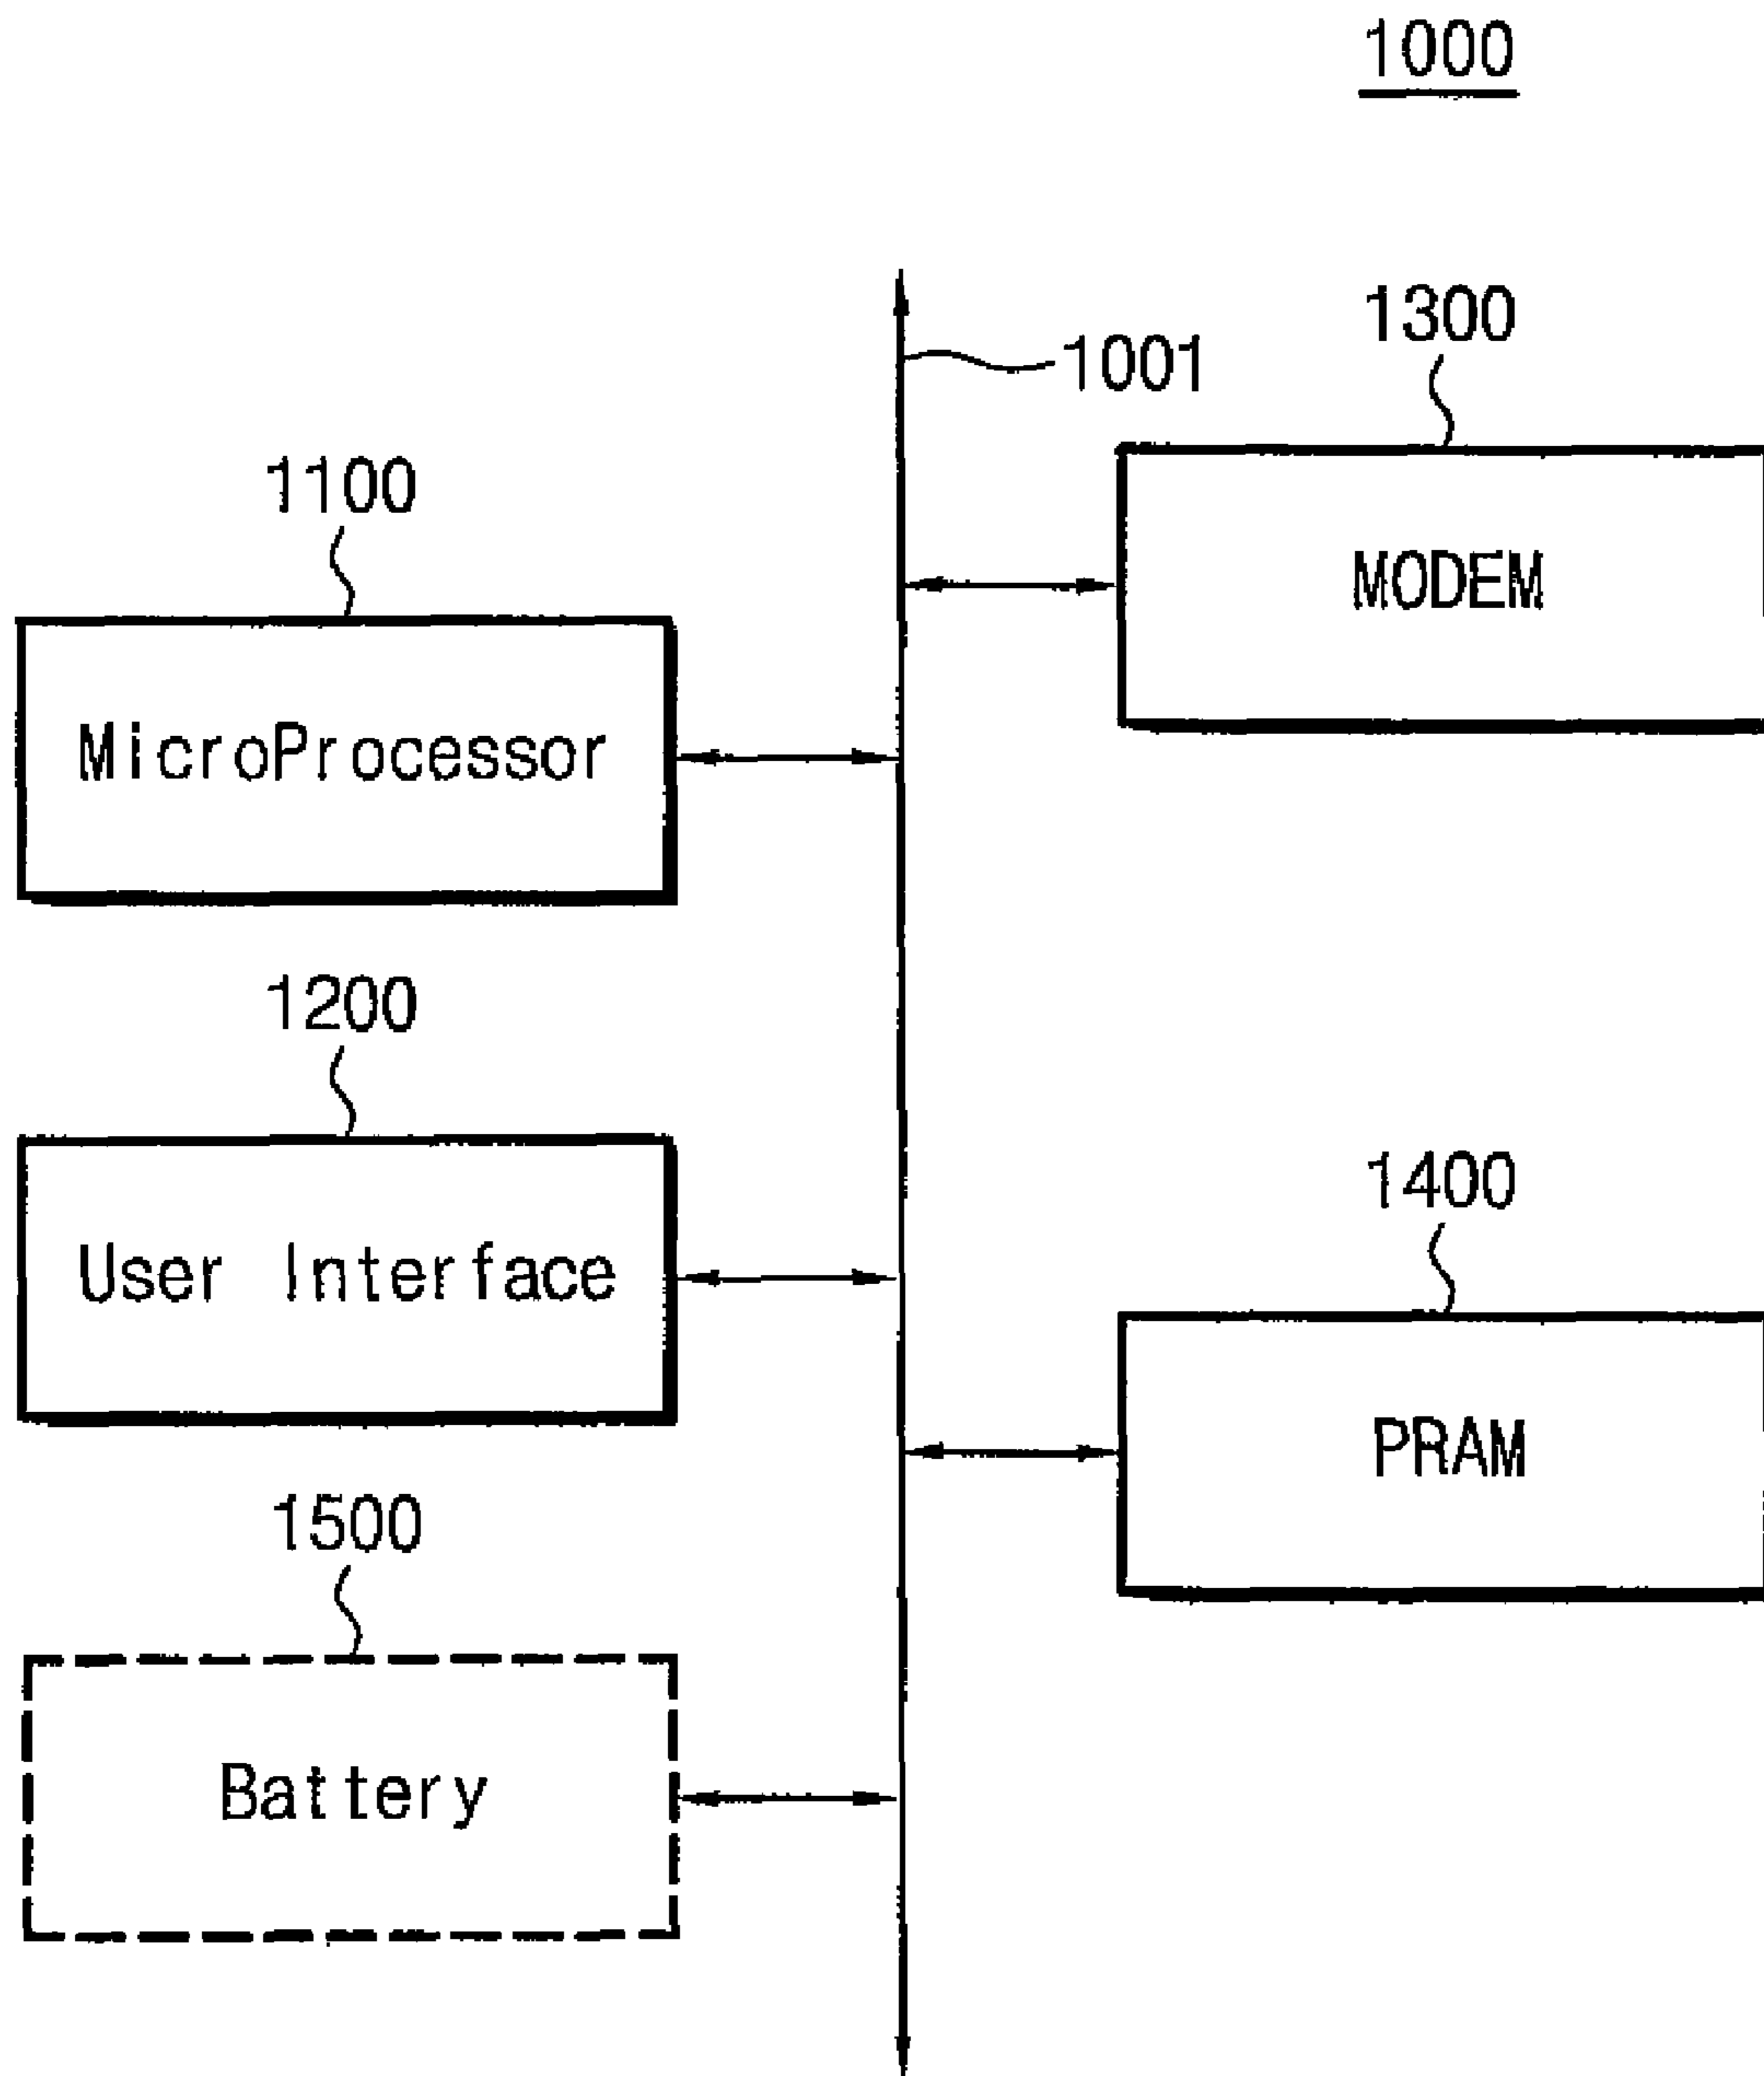 1000
1001
1300
MODEM
1100
MicroProcessor
1200
User Interface
1400
PRAM
1500
Battery